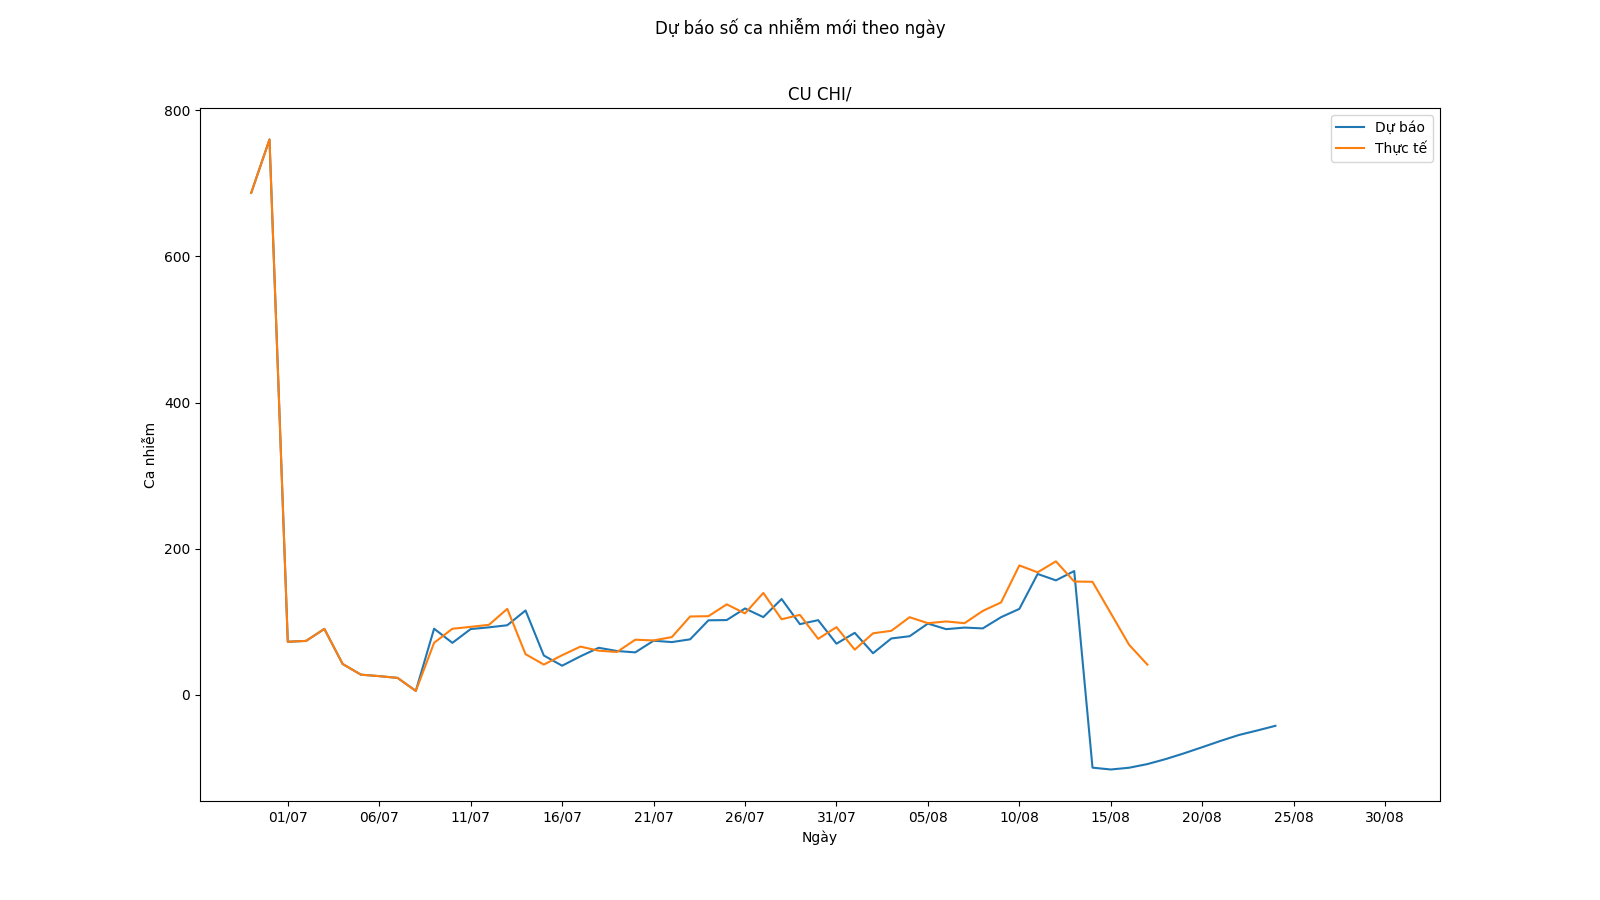 Dự báo số ca nhiễm mới theo ngày
CU CHI/
Dự báo
Thực tế
800
600
400
200
0
Ca nhiễm
01/07 06/07 11/07 16/07 21/07 26/07 31/07 05/08 10/08 15/08 20/08 25/08 30/08
Ngày